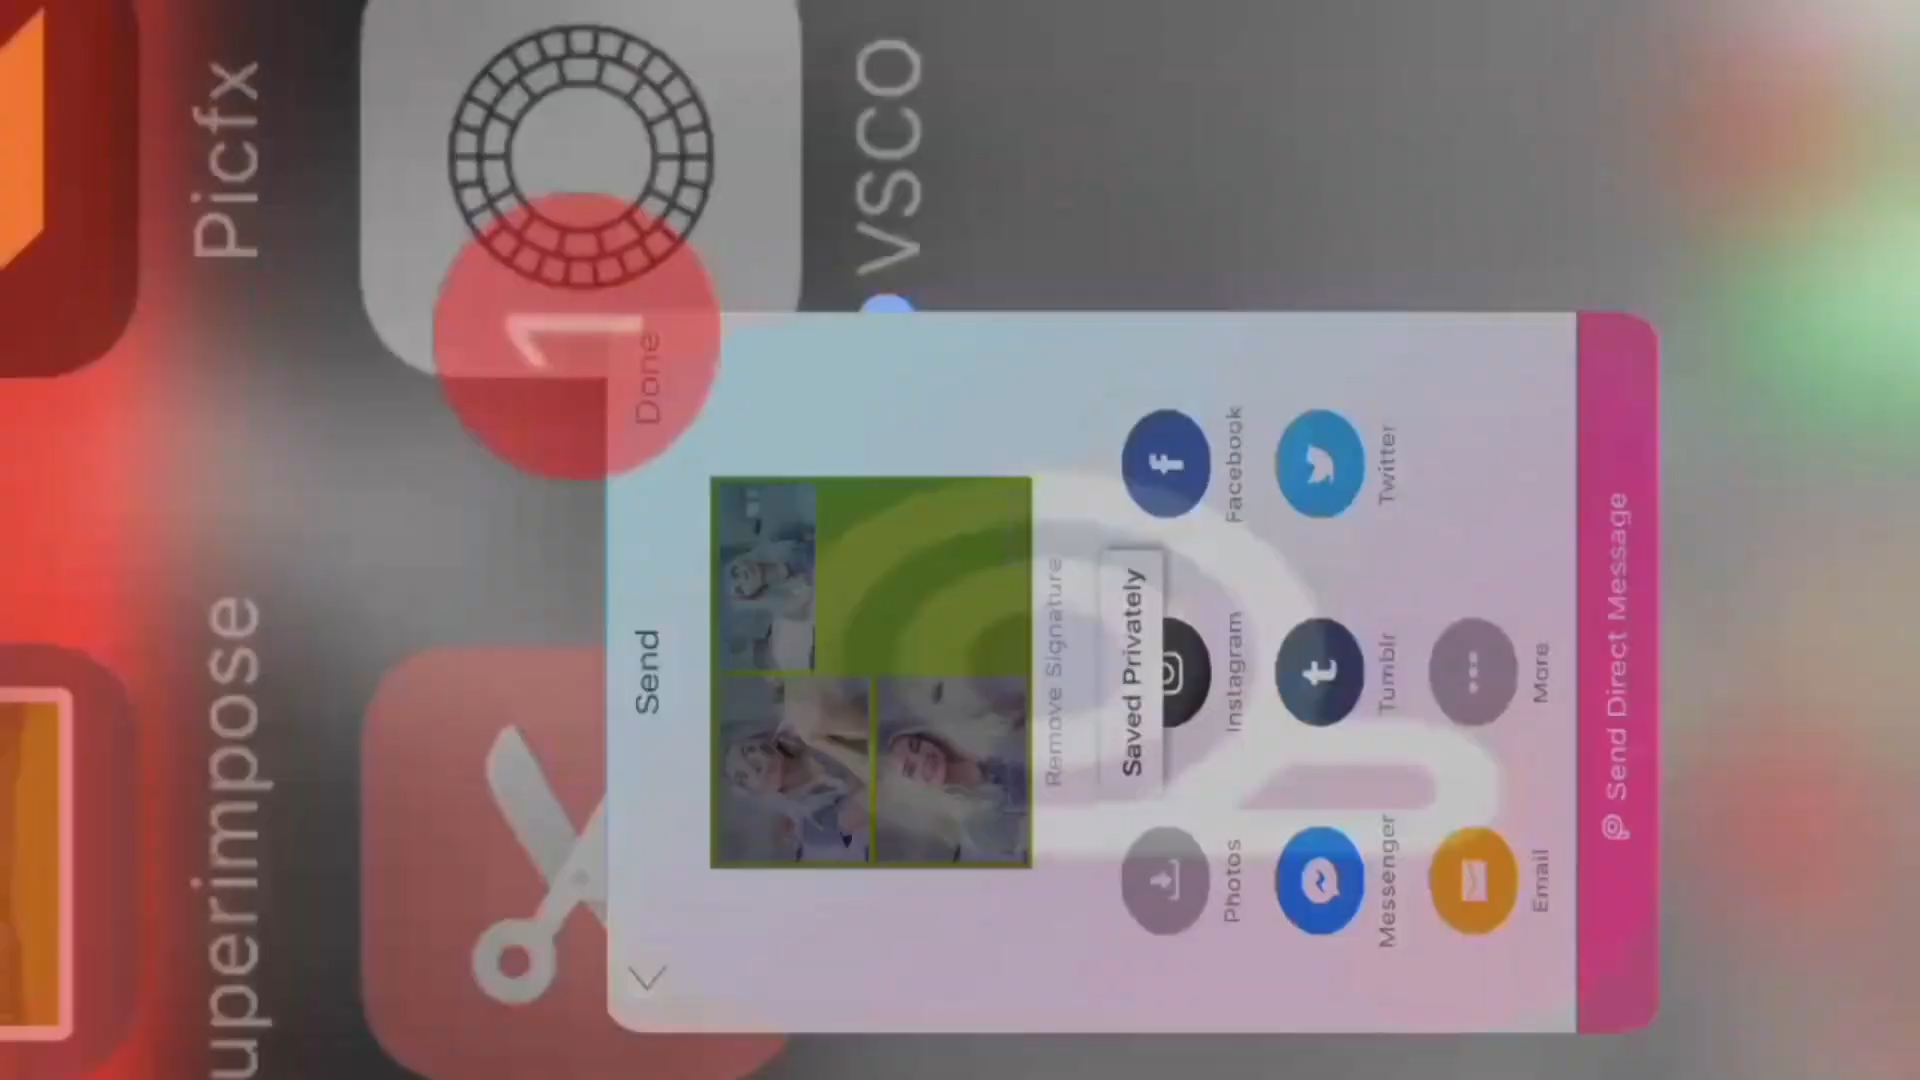 Picfx
VSCO
uperimpose
1
Done
Send
Remove Signature
Saved Privately
Photos
Instagram
Facebook
Messenger
Tumblr
Twitter
Email
More
Send Direct Message